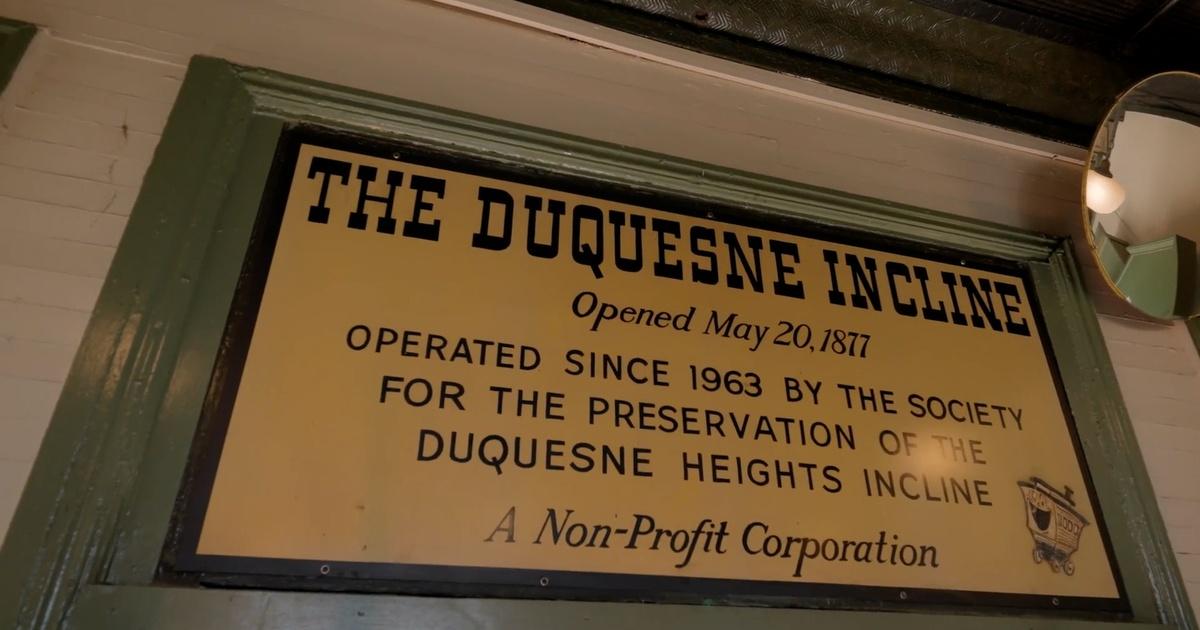 THE DUQUESNE INCLINE
Opened May 20, 1877
OPERATED SINCE 1963 BY THE SOCIETY
FOR THE PRESERVATION OF THE
DUQUESNE HEIGHTS INCLINE
A Non-Profit Corporation